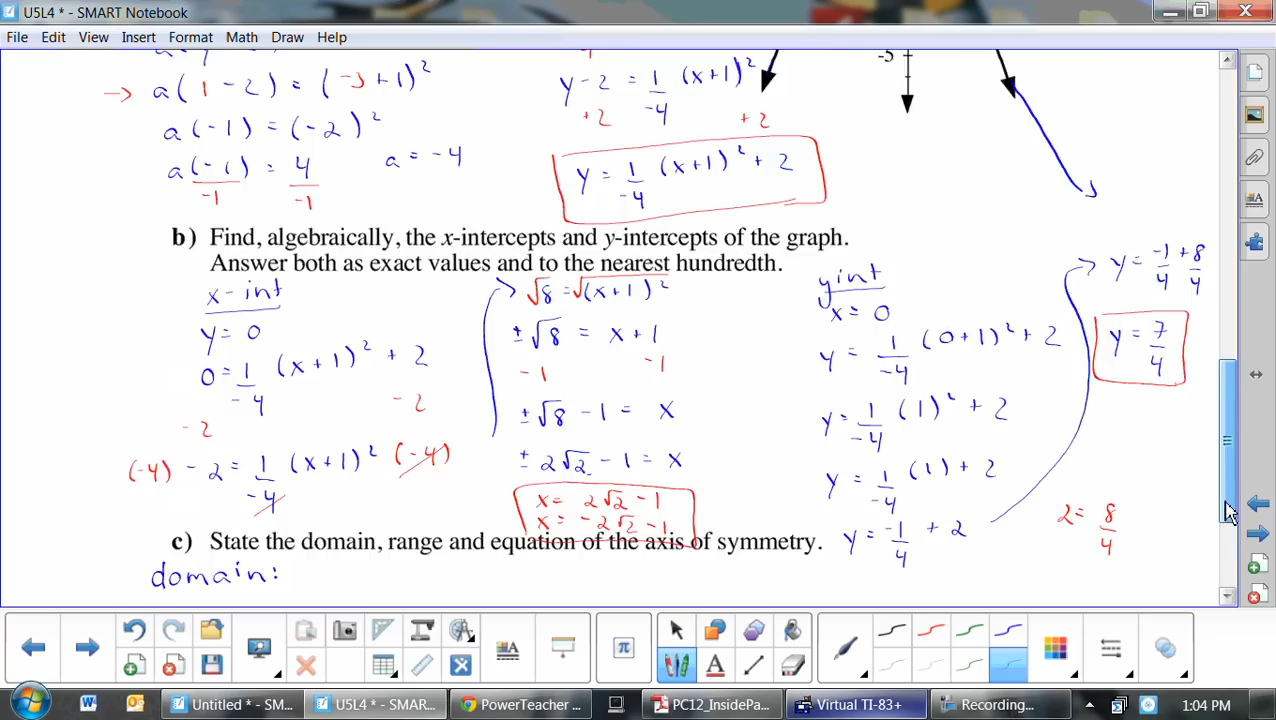 U5L4 * - SMART Notebook
File Edit View Insert Format Math Draw Help
→ a(1 - 2) = (-3 + 1)²
a(-1) = (-2)²
a(-1) = 4
-1 -1
a = -4
y - 2 = 1/-4 (x+1)²
+2 +2
y = 1/-4 (x+1)² + 2
-5
b) Find, algebraically, the x-intercepts and y-intercepts of the graph.
Answer both as exact values and to the nearest hundredth.
x-int
y = 0
0 = 1/-4 (x+1)² + 2
-2 -2
(-4) -2 = 1/-4 (x+1)² (-4)
√8 = √(x+1)²
±√8 = x+1
-1 -1
±√8 - 1 = x
±2√2 - 1 = x
x = 2√2 - 1
x = -2√2 - 1
y int
x = 0
y = 1/-4 (0+1)² + 2
y = 1/-4 (1)² + 2
y = 1/-4 (1) + 2
y = -1/4 + 2
y = -1/4 + 8/4
y = 7/4
2 = 8/4
c) State the domain, range and equation of the axis of symmetry.
domain:
π
A
Untitled * - SM...
U5L4 * - SMAR...
PowerTeacher ...
PC12_InsidePa...
Virtual TI-83+
Recording...
1:04 PM